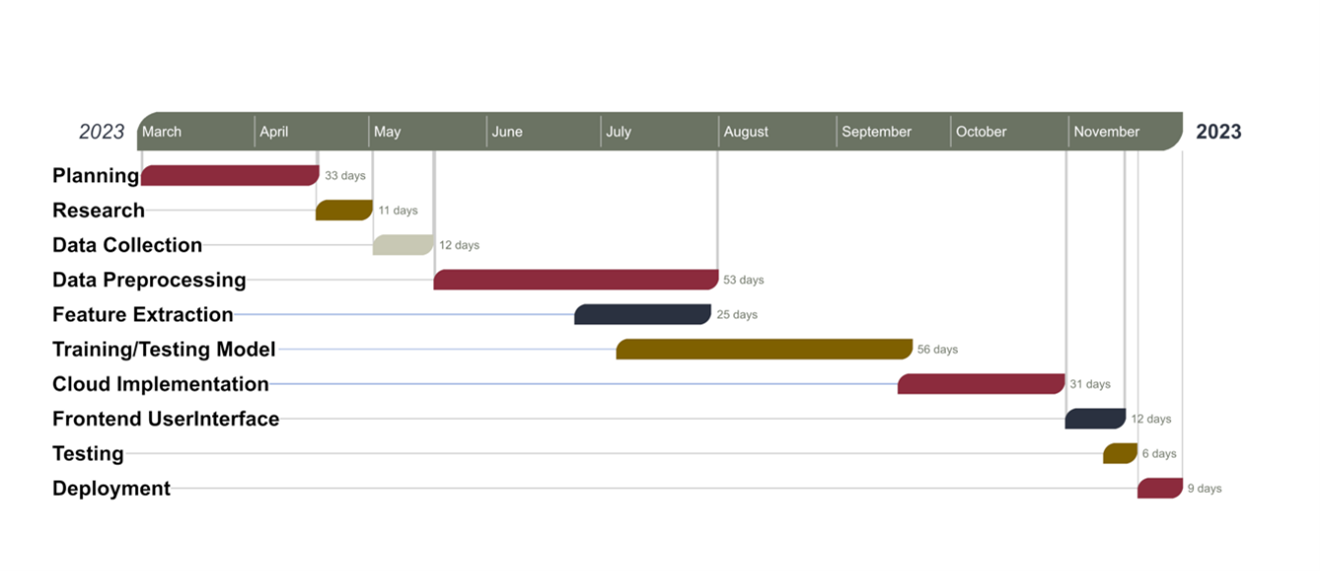 2023 March April May June July August September October November 2023
Planning 33 days
Research 11 days
Data Collection 12 days
Data Preprocessing 53 days
Feature Extraction 25 days
Training/Testing Model 56 days
Cloud Implementation 31 days
Frontend UserInterface 12 days
Testing 6 days
Deployment 9 days